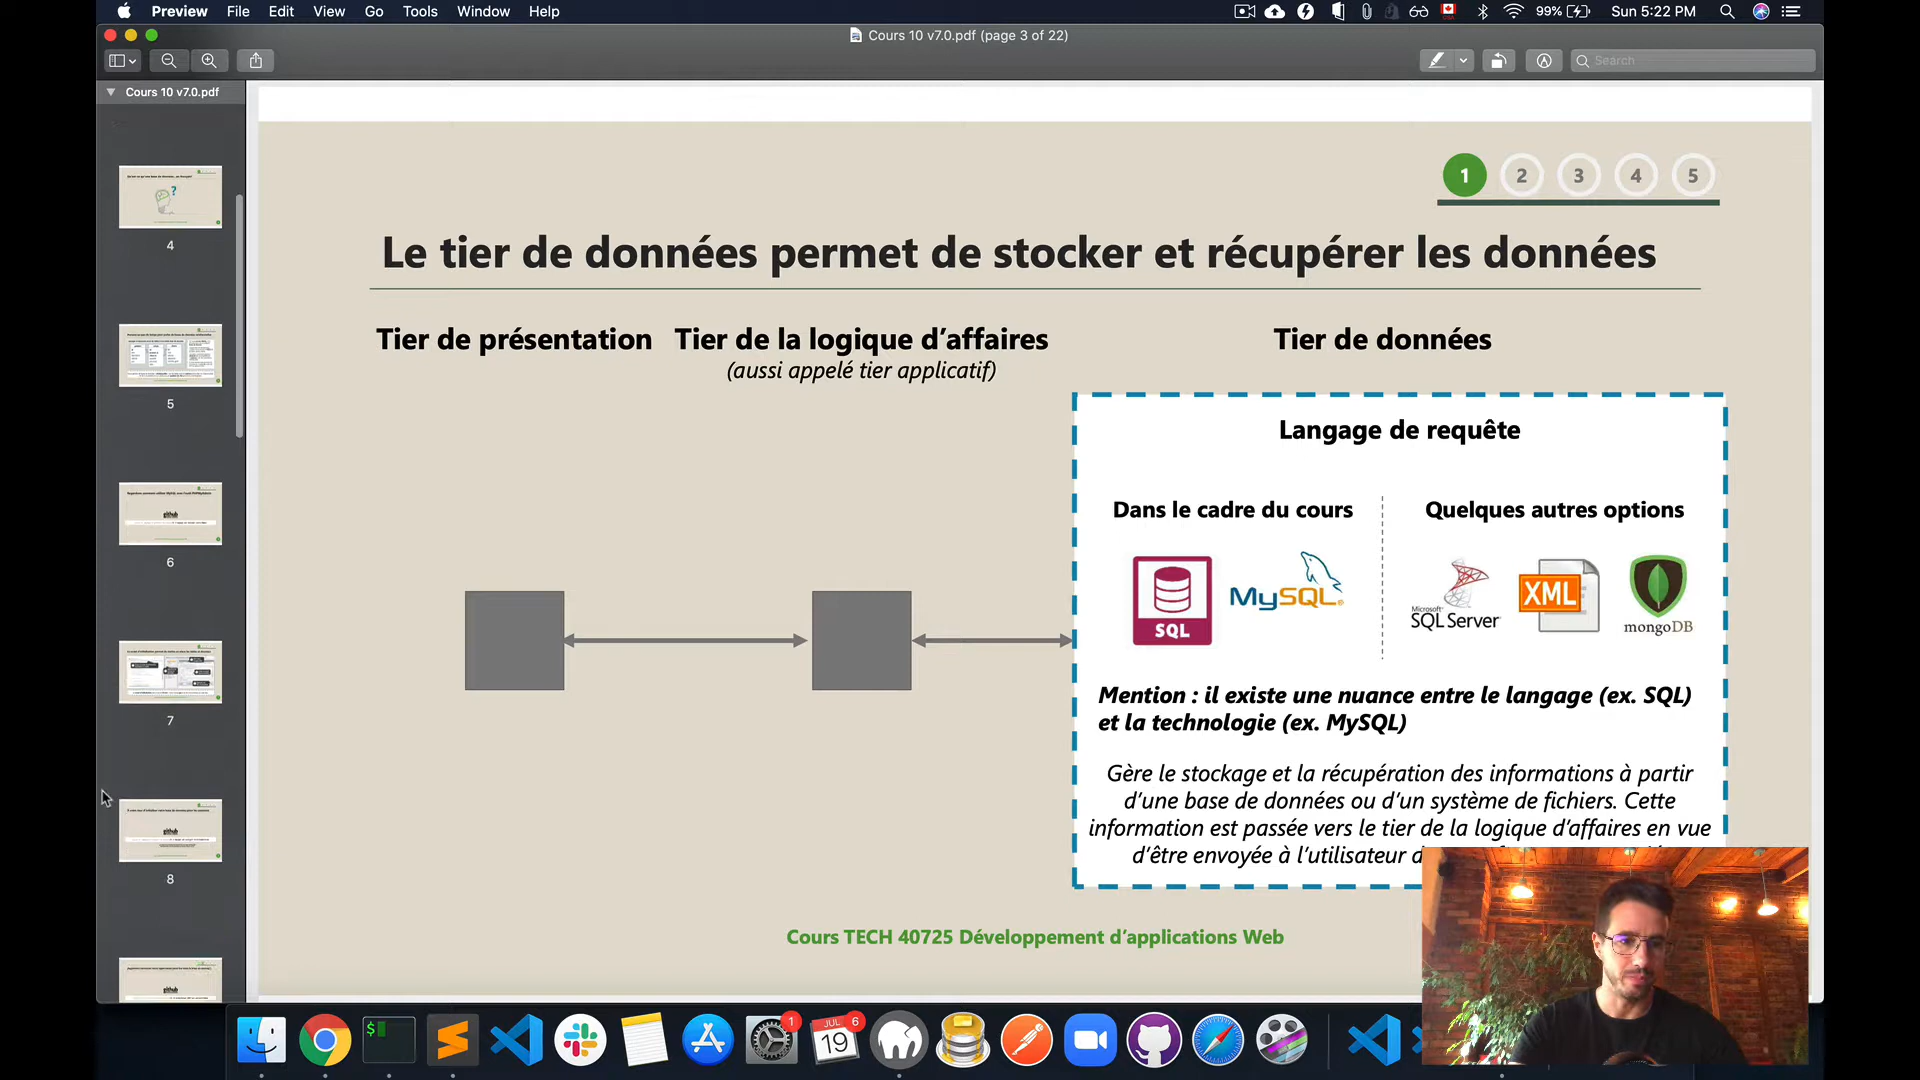 Preview File Edit View Go Tools Window Help
99% Sun 5:22 PM
Cours 10 v7.0.pdf (page 3 of 22)
Search
Cours 10 v7.0.pdf
4
5
6
7
8
github
1 2 3 4 5
Le tier de données permet de stocker et récupérer les données
Tier de présentation
Tier de la logique d'affaires
(aussi appelé tier applicatif)
Tier de données
Langage de requête
Dans le cadre du cours
Quelques autres options
SQL
MySQL
Microsoft
SQL Server
XML
mongoDB
Mention : il existe une nuance entre le langage (ex. SQL)
et la technologie (ex. MySQL)
Gère le stockage et la récupération des informations à partir
d'une base de données ou d'un système de fichiers. Cette
information est passée vers le tier de la logique d'affaires en vue
d'être envoyée à l'utilisateur
Cours TECH 40725 Développement d'applications Web
1
JUL
6
19